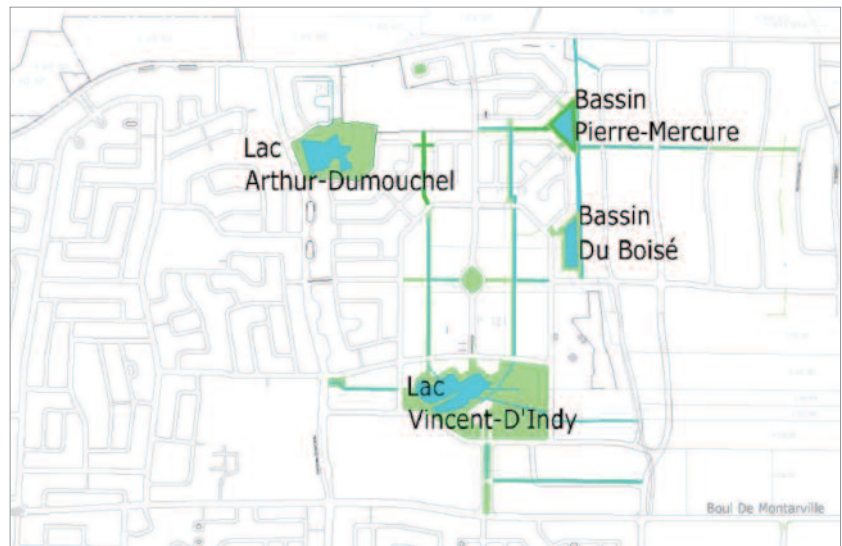 Bassin
Pierre-Mercure
Lac
Arthur-Dumouchel
Bassin
Du Boisé
Lac
Vincent-D'Indy
Boul De Montarville